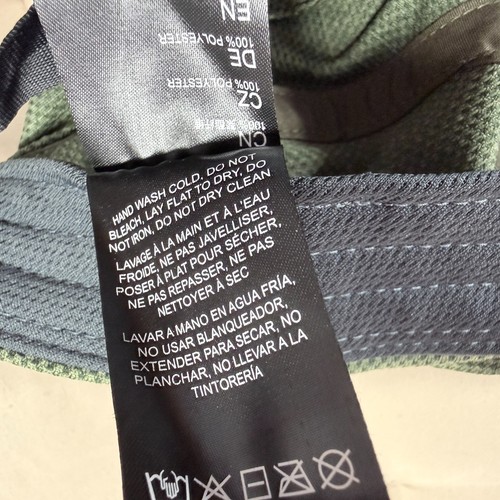 EN
100% POLYESTER
DE
100% POLYESTER
CZ
100% POLYESTER
CN
HAND WASH COLD, DO NOT
BLEACH, LAY FLAT TO DRY, DO
NOT IRON, DO NOT DRY CLEAN
LAVAGE À LA MAIN ET À L'EAU
FROIDE, NE PAS JAVELLISER,
POSER À PLAT POUR SÉCHER,
NE PAS REPASSER, NE PAS
NETTOYER À SEC
LAVAR A MANO EN AGUA FRÍA,
NO USAR BLANQUEADOR,
EXTENDER PARA SECAR, NO
PLANCHAR, NO LLEVAR A LA
TINTORERÍA